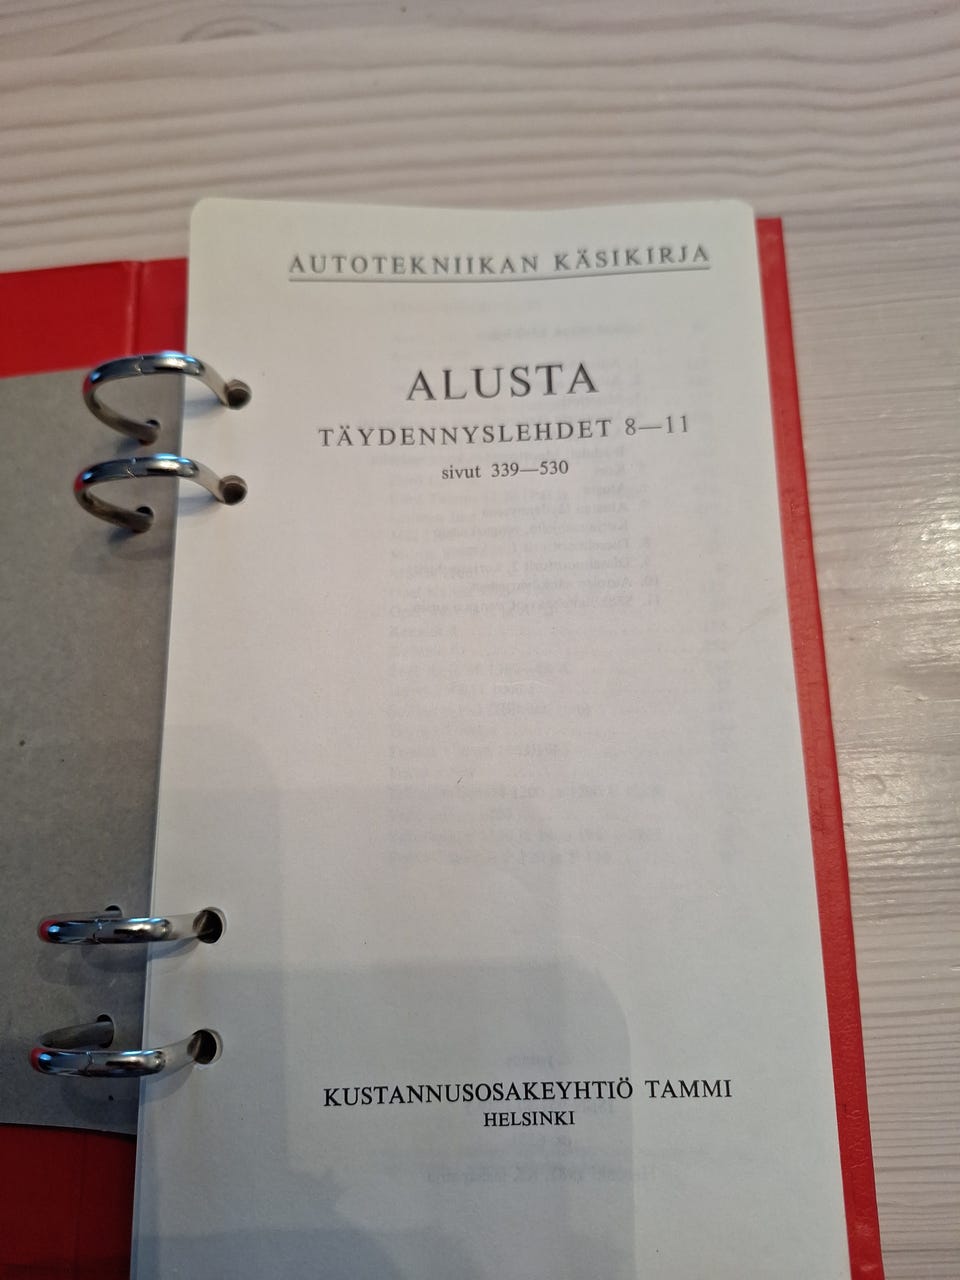 AUTOTEKNIIKAN KÄSIKIRJA
ALUSTA
TÄYDENNYSLEHDET 8—11
sivut 339—530
KUSTANNUSOSAKEYHTIÖ TAMMI
HELSINKI